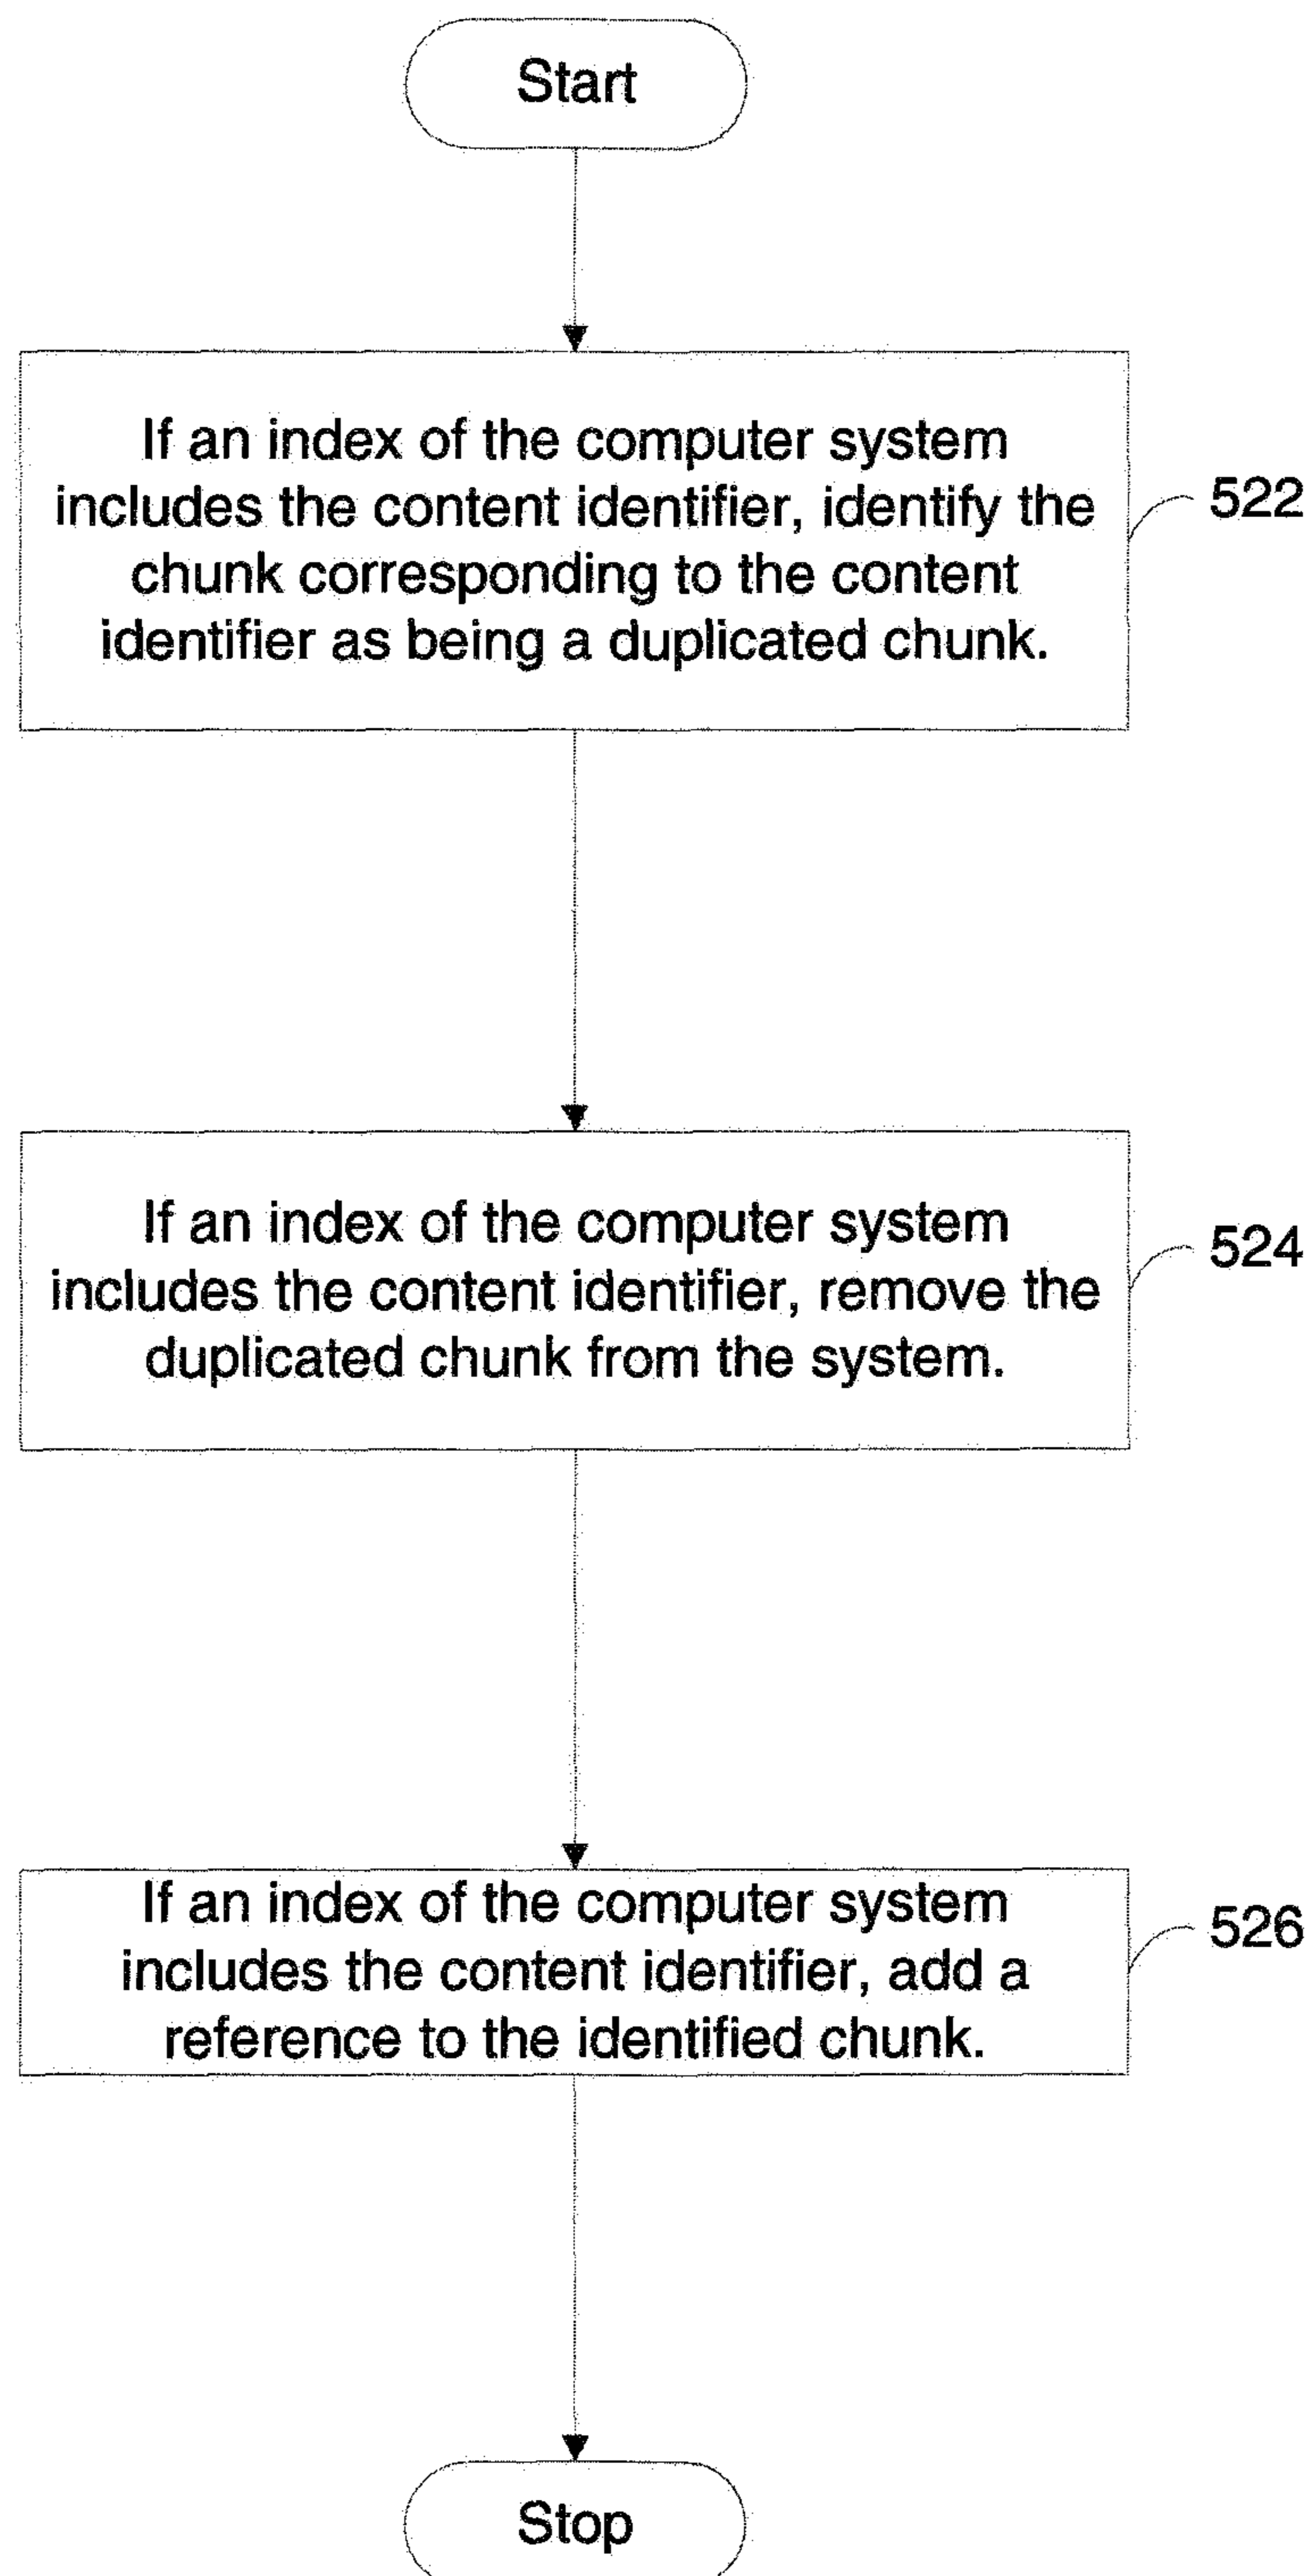 Start
If an index of the computer system
includes the content identifier, identify the
chunk corresponding to the content
identifier as being a duplicated chunk.
522
If an index of the computer system
includes the content identifier, remove the
duplicated chunk from the system.
524
If an index of the computer system
includes the content identifier, add a
reference to the identified chunk.
526
Stop